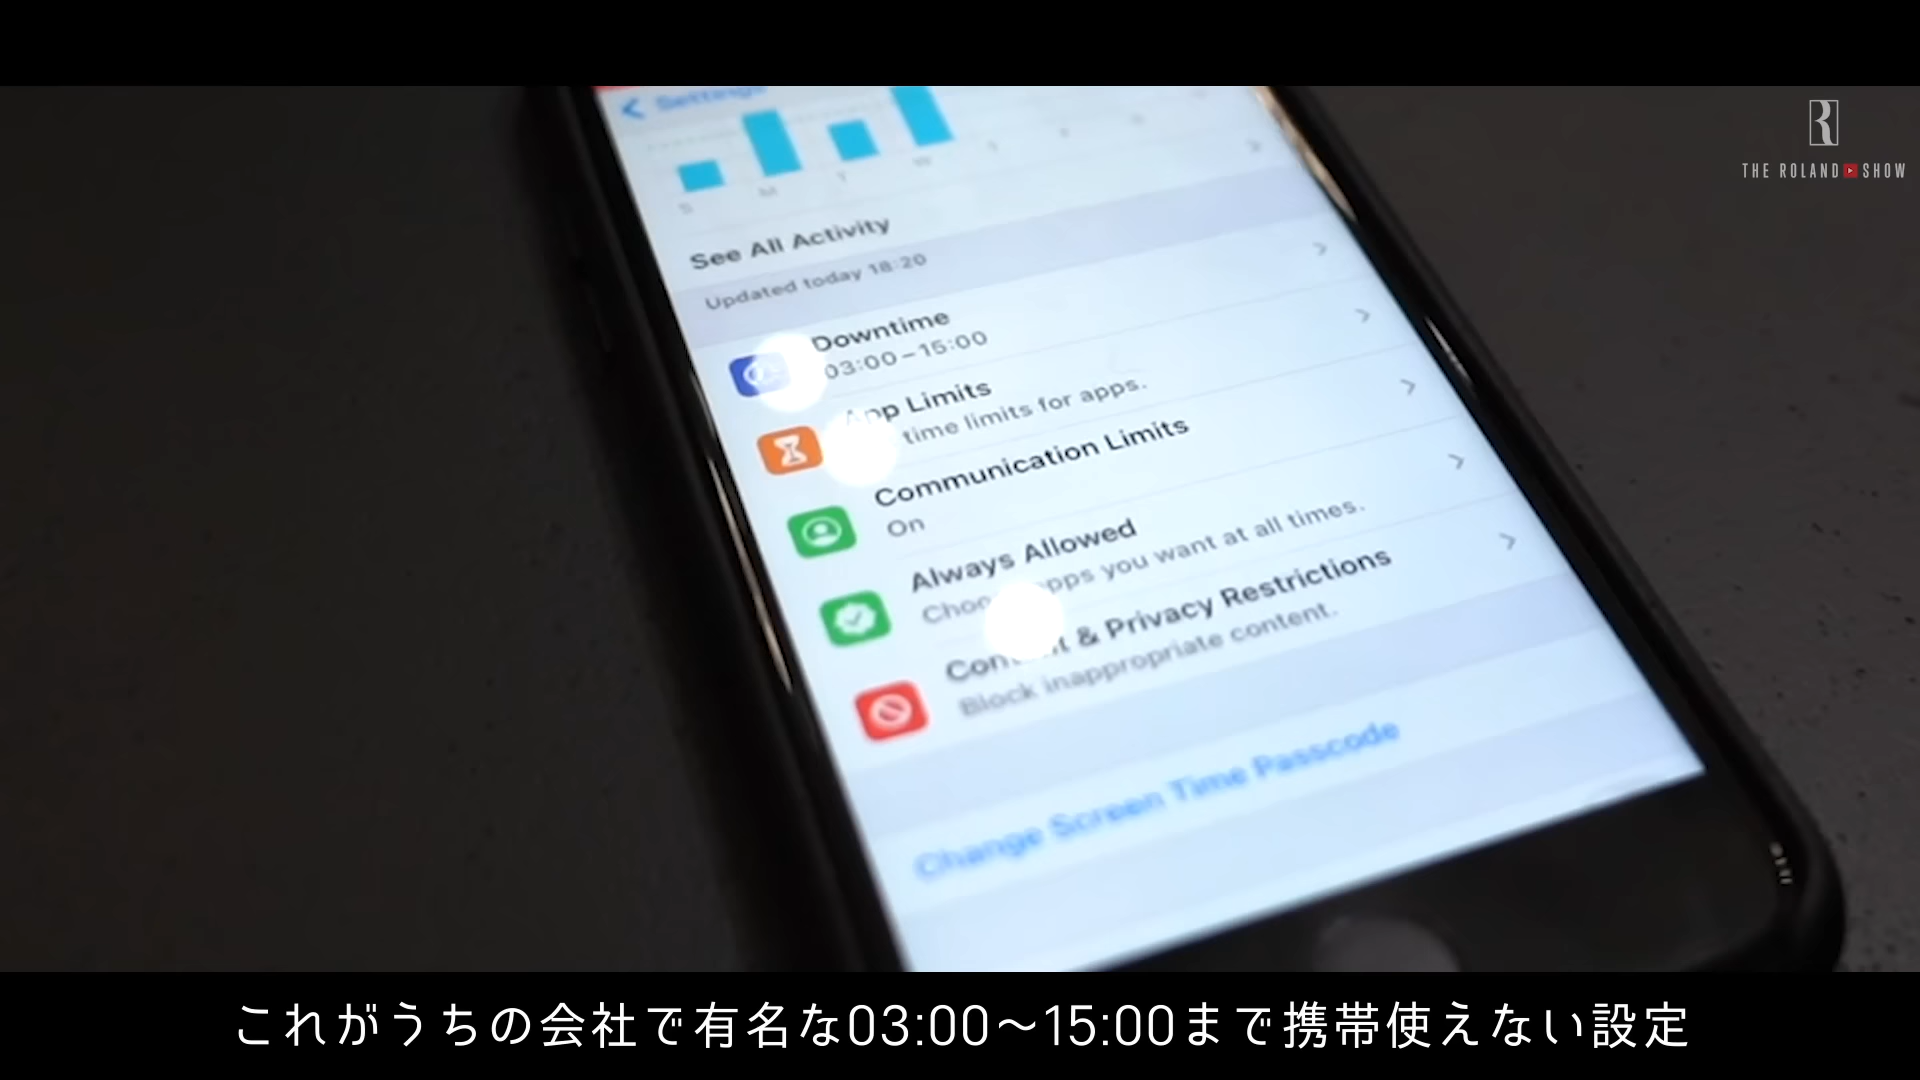 Settings
THE ROLAND SHOW
S M T W T F S
See All Activity
Updated today 18:20
Downtime
03:00–15:00
App Limits
time limits for apps.
Communication Limits
On
Always Allowed
apps you want at all times.
Content & Privacy Restrictions
Block inappropriate content.
Change Screen Time Passcode
これがうちの会社で有名な03:00〜15:00まで携帯使えない設定